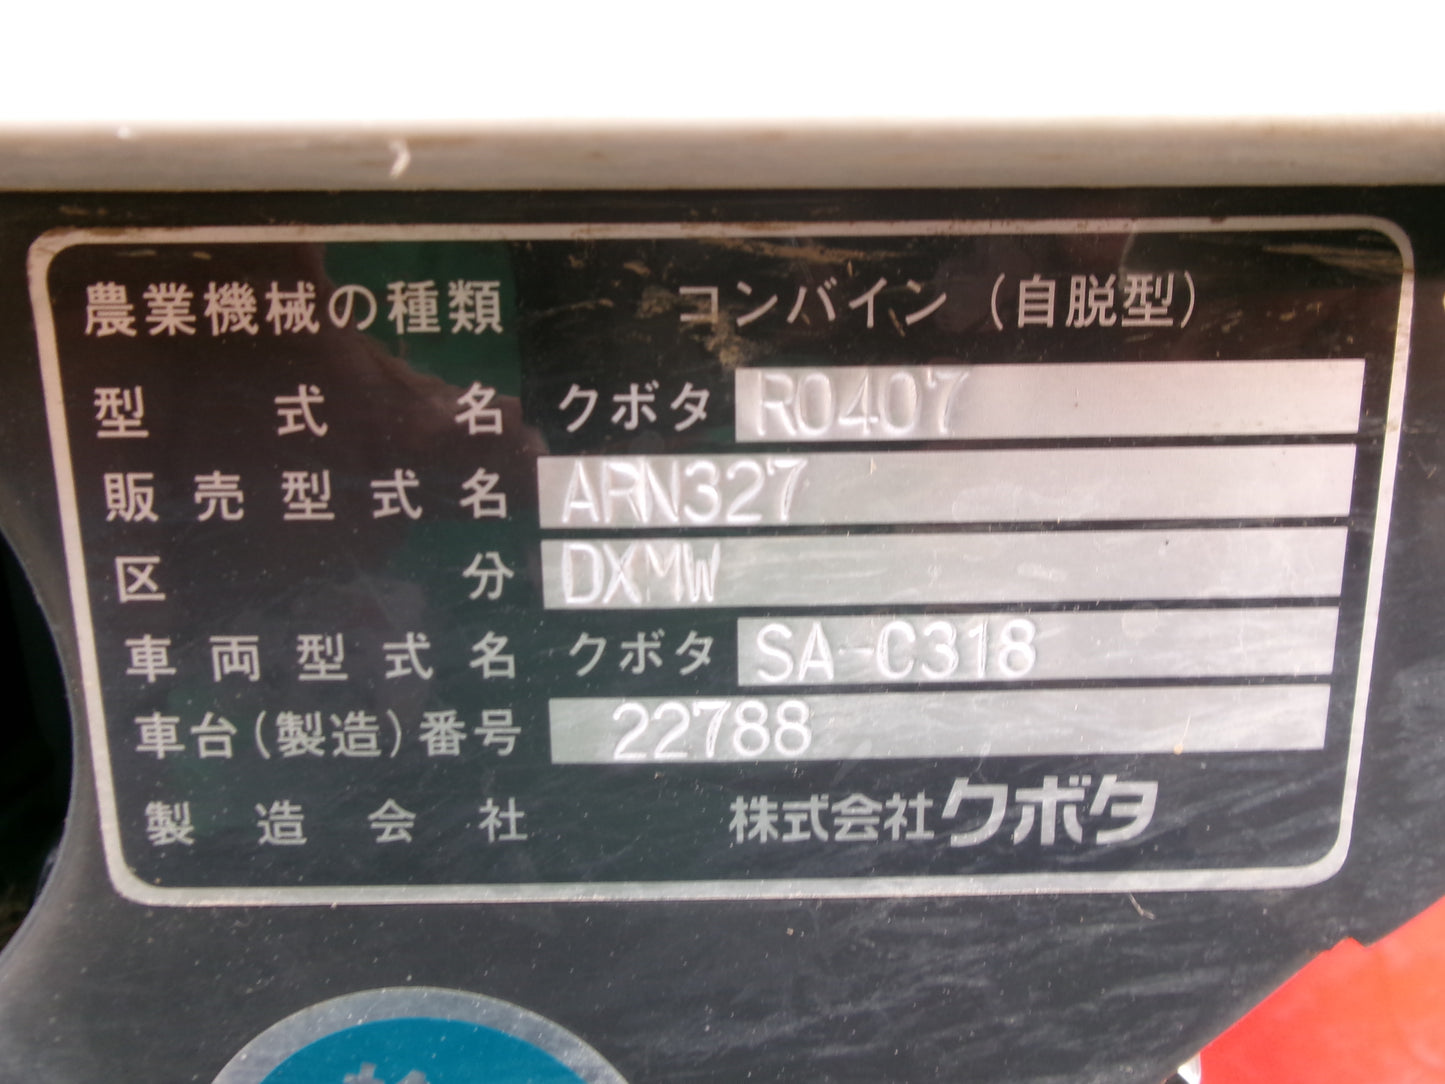 農業機械の種類 コンバイン(自脱型)
型式名 クボタ R0407
販売型式名 ARN327
区分 DXMW
車両型式名 クボタ SA-C318
車台(製造)番号 22788
製造会社 株式会社クボタ